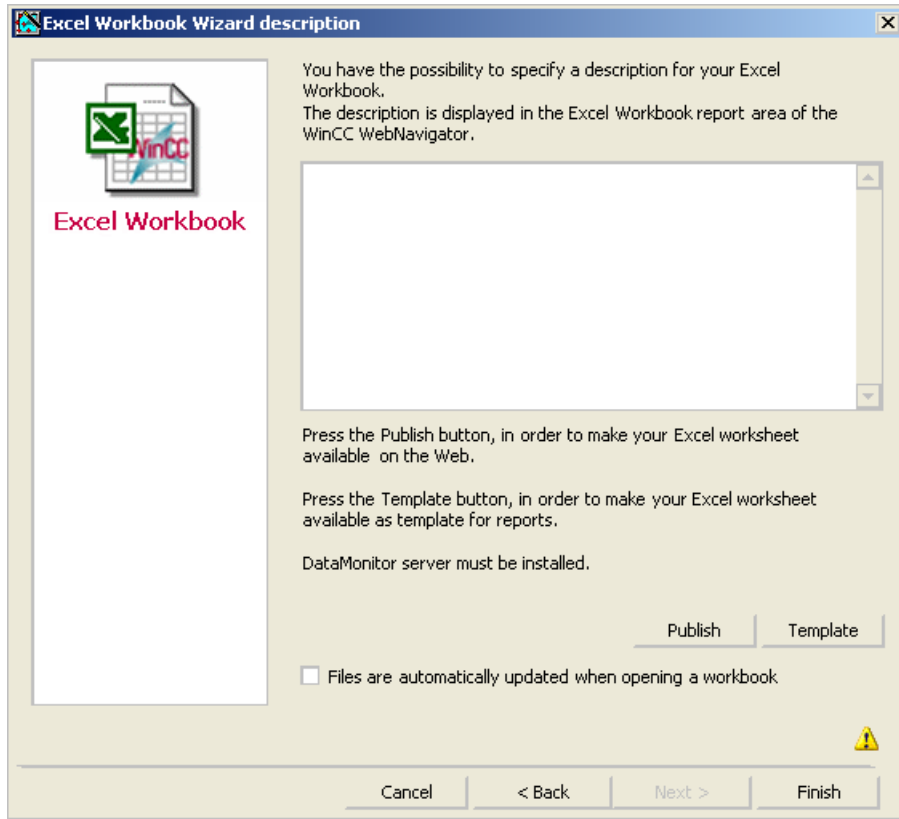 Excel Workbook Wizard description
You have the possibility to specify a description for your Excel
Workbook.
The description is displayed in the Excel Workbook report area of the
WinCC WebNavigator.
WinCC
Excel Workbook
Press the Publish button, in order to make your Excel worksheet
available on the Web.
Press the Template button, in order to make your Excel worksheet
available as template for reports.
DataMonitor server must be installed.
Publish Template
Files are automatically updated when opening a workbook
Cancel < Back Next > Finish